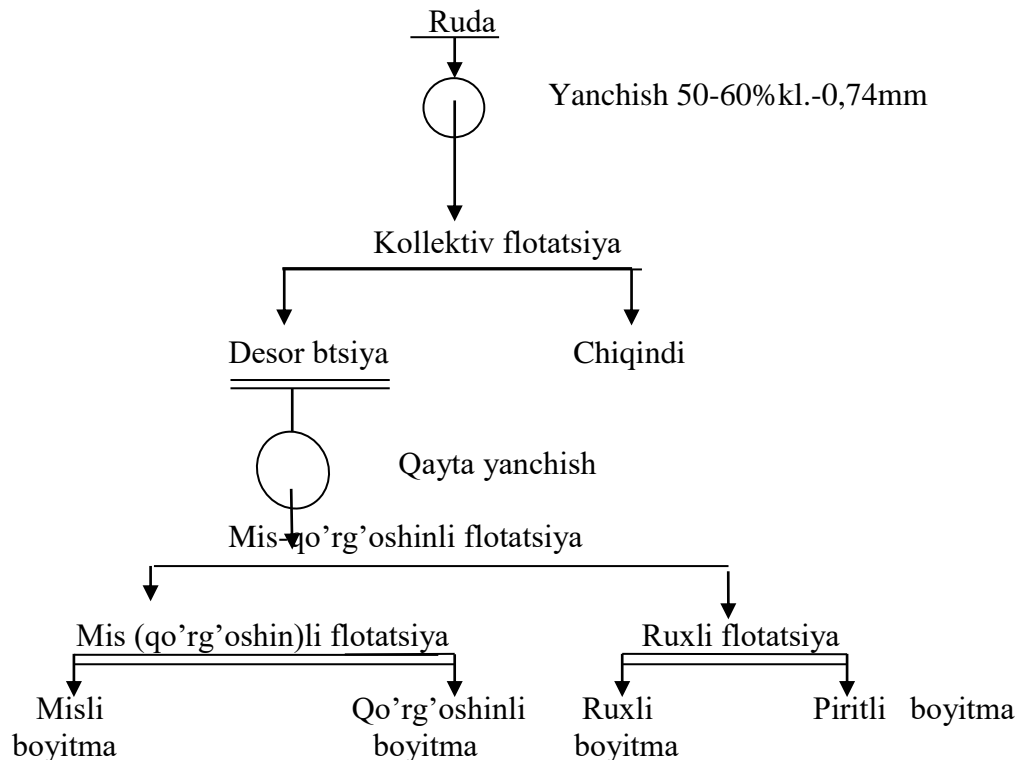 Ruda
Yanchish 50-60%kl.-0,74mm
Kollektiv flotatsiya
Desor btsiya
Chiqindi
Qayta yanchish
Mis-qo’rg’oshinli flotatsiya
Mis (qo’rg’oshin)li flotatsiya
Ruxli flotatsiya
Misli
boyitma
Qo’rg’oshinli
boyitma
Ruxli
boyitma
Piritli boyitma